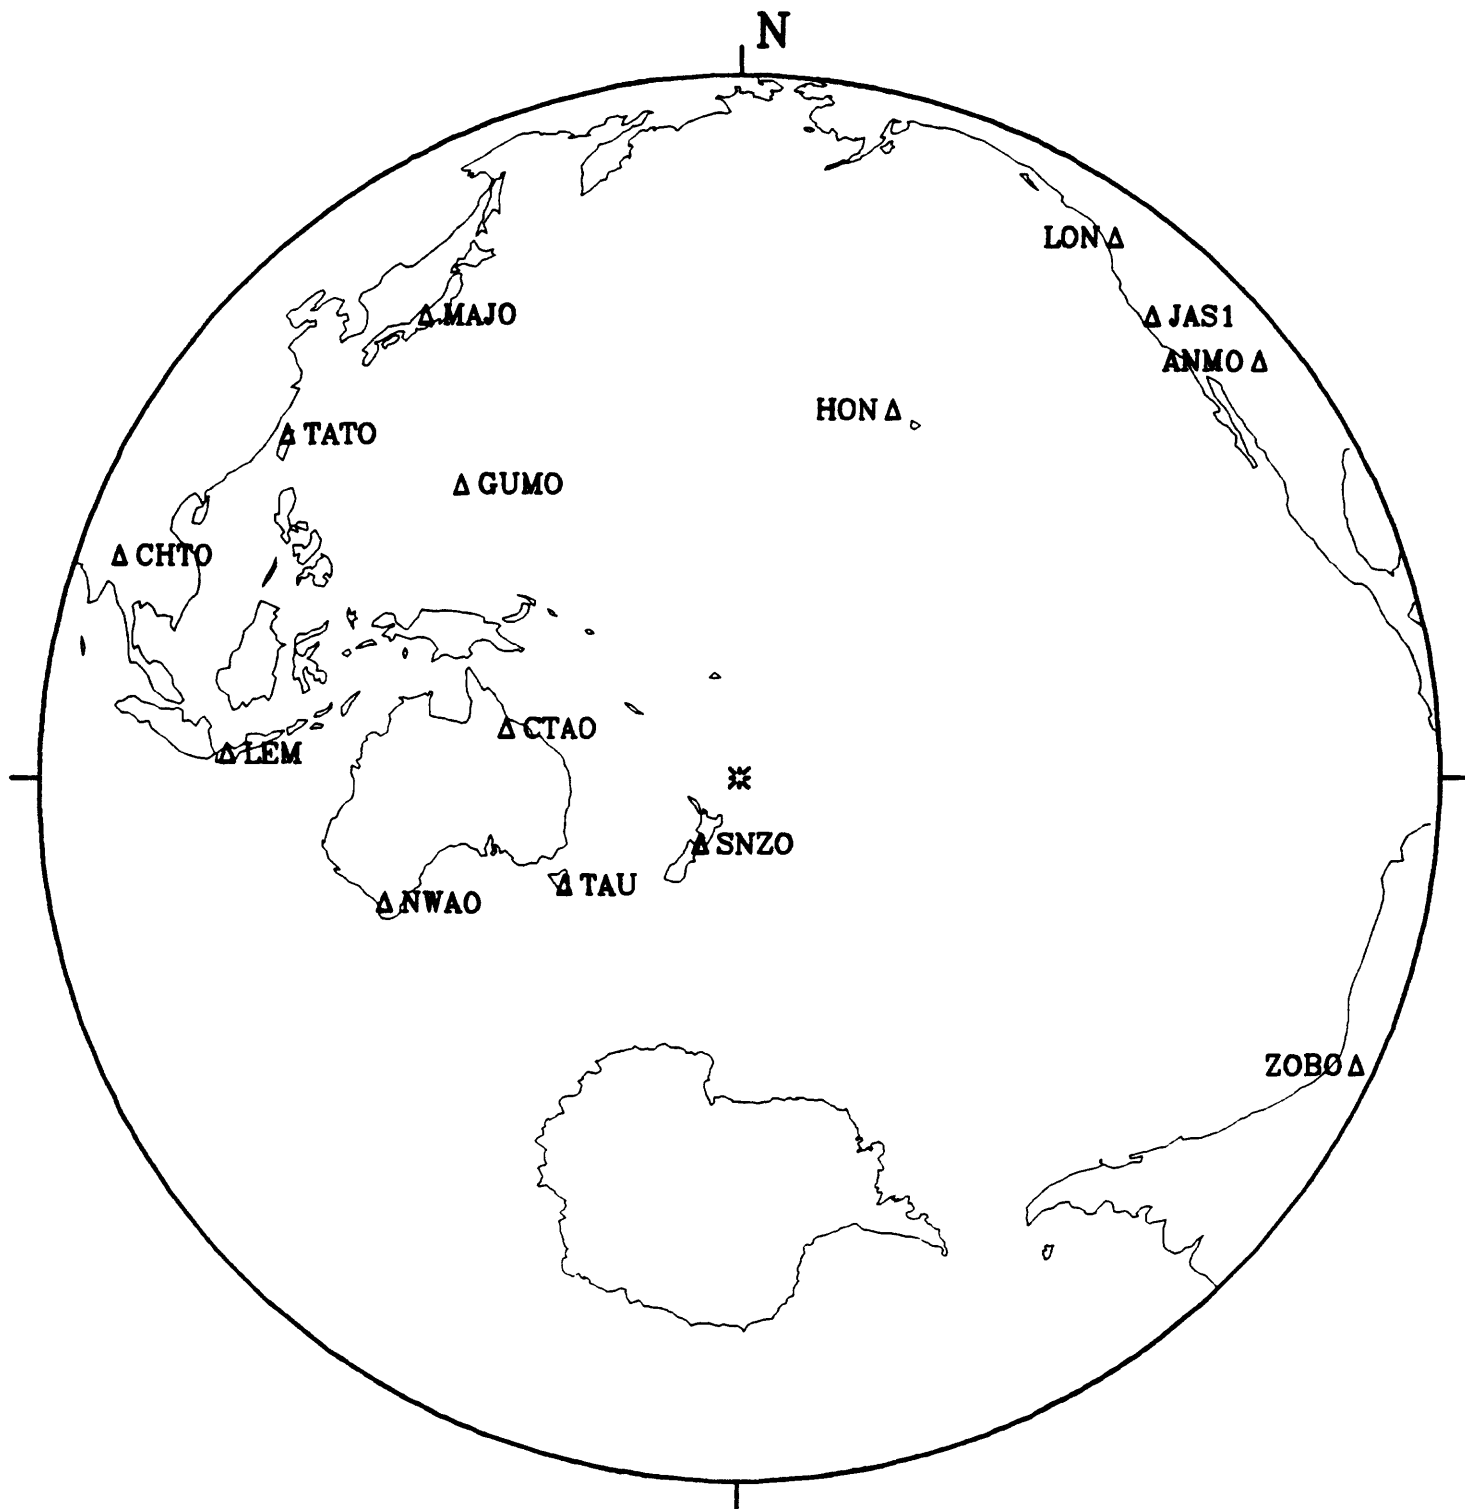 N
LON
MAJO
JAS1
ANMO
HON
TATO
GUMO
CHTO
CTAO
LEM
SNZO
TAU
NWAO
ZOBO